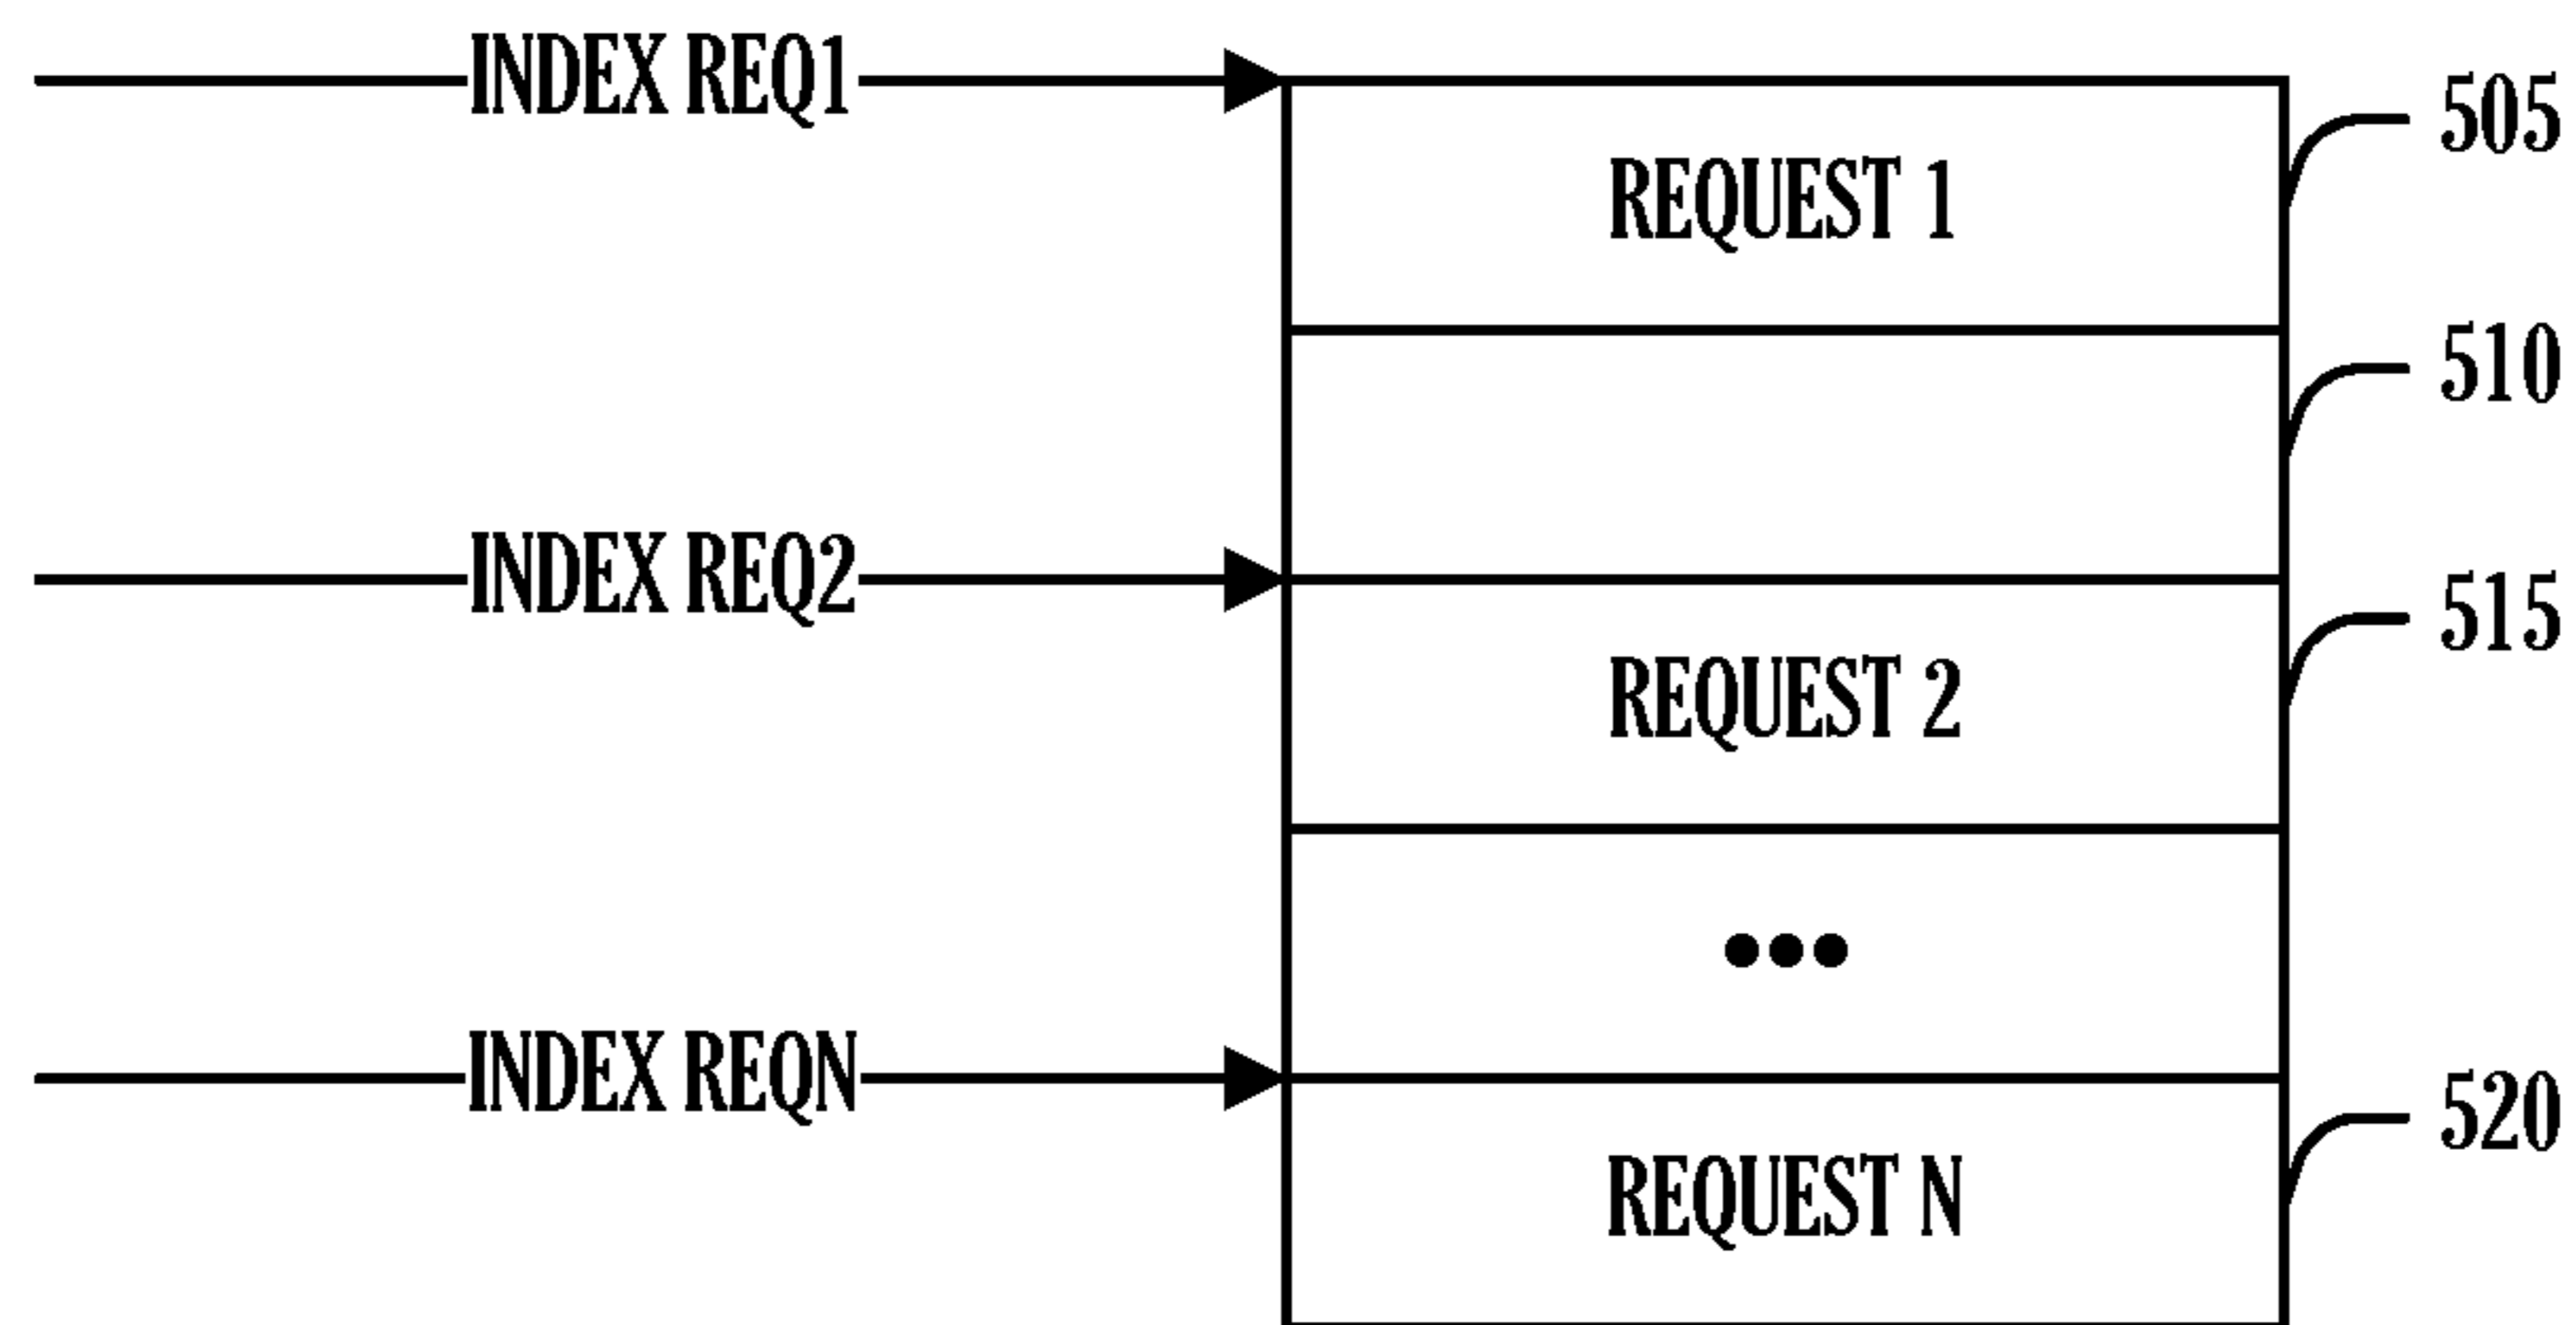 INDEX REQ1
505
REQUEST 1
510
INDEX REQ2
515
REQUEST 2
•••
INDEX REQN
520
REQUEST N